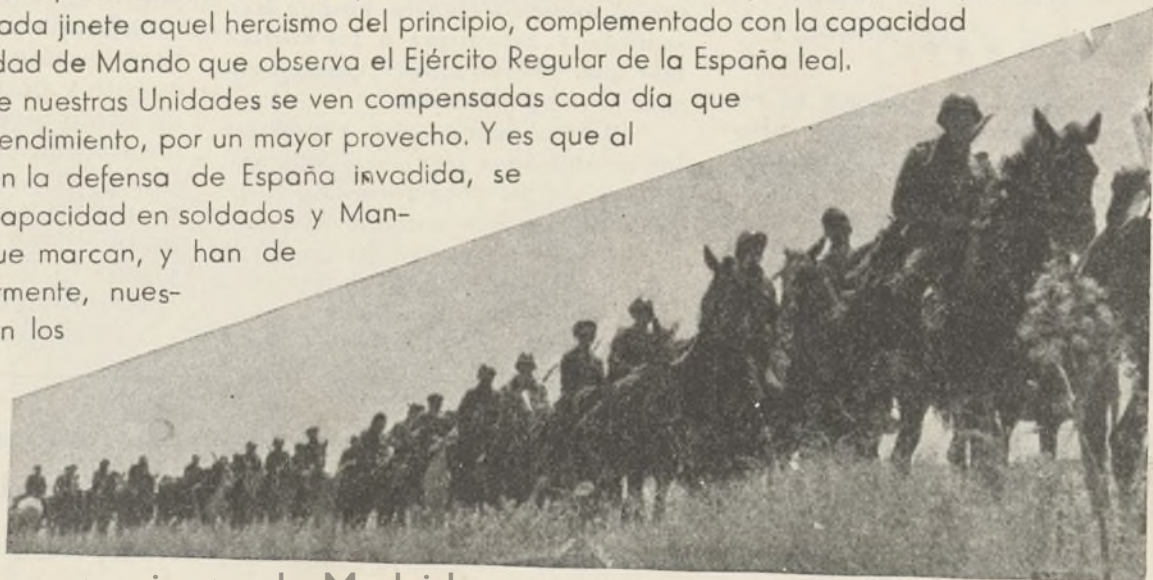 ada jinete aquel heroismo del principio, complementado con la capacidad
dad de Mando que observa el Ejército Regular de la España leal.
e nuestras Unidades se ven compensadas cada día que
endimiento, por un mayor provecho. Y es que al
n la defensa de España invadida, se
apacidad en soldados y Man-
ue marcan, y han de
rmente, nues-
n los